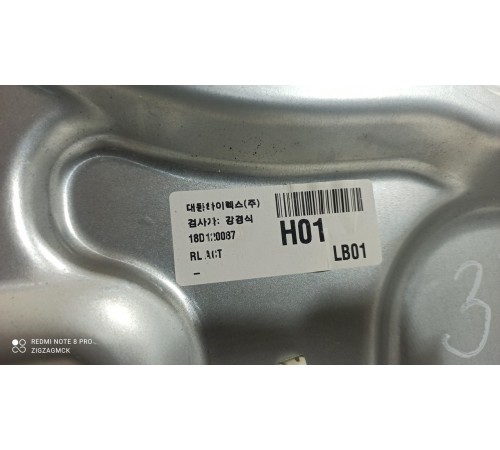 대원하이렉스(주)
검사자: 강경식
H01
RL
LB01
–
3
REDMI NOTE 8 PRO
ZIGZAGMCK